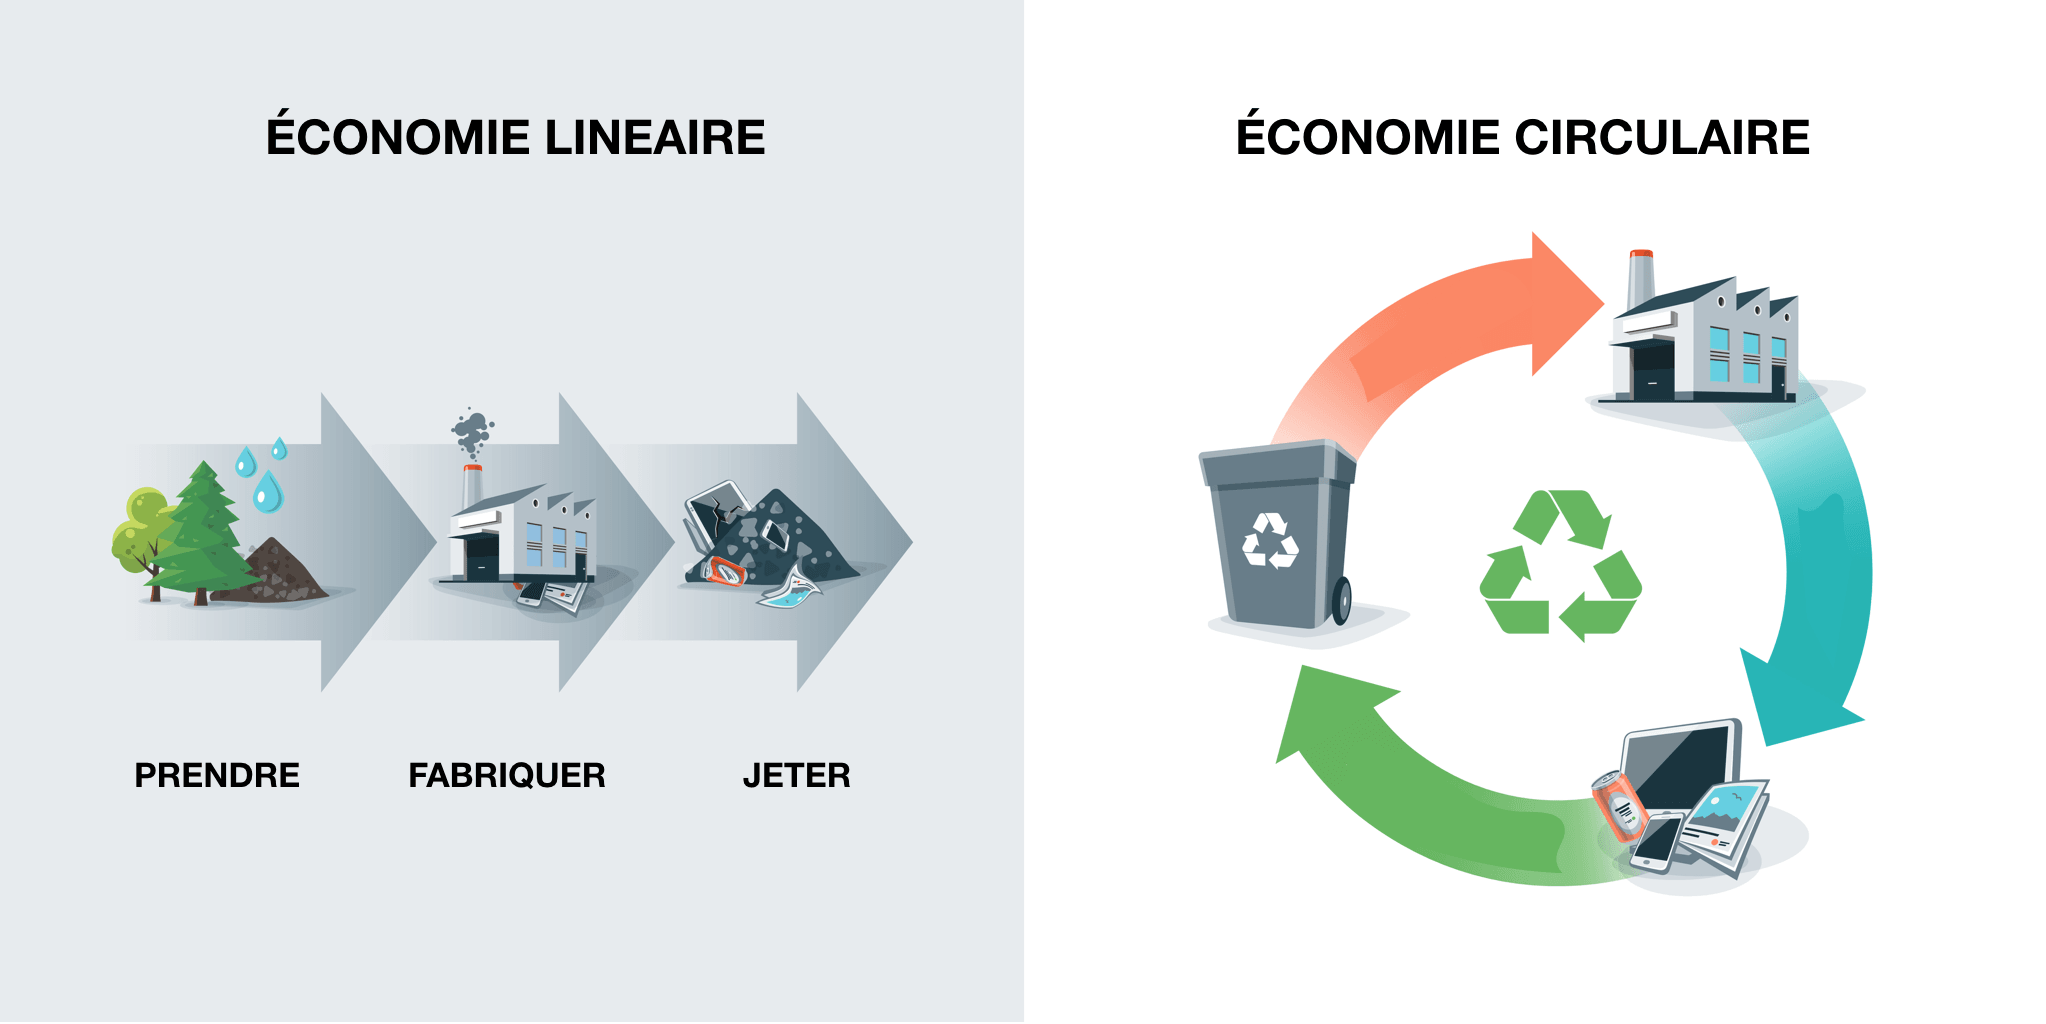 ÉCONOMIE LINEAIRE
PRENDRE
FABRIQUER
JETER
ÉCONOMIE CIRCULAIRE